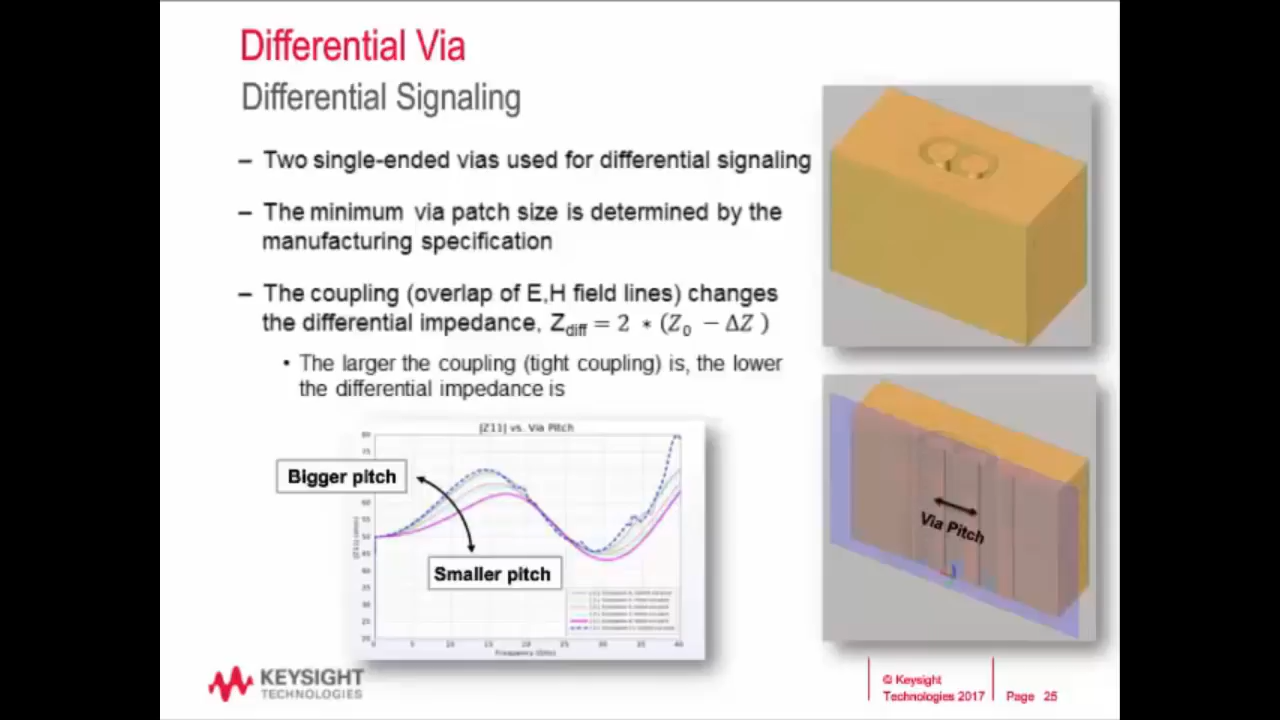 Differential Via
Differential Signaling
– Two single-ended vias used for differential signaling
– The minimum via patch size is determined by the
manufacturing specification
– The coupling (overlap of E,H field lines) changes
the differential impedance, Zdiff = 2 * (Z0 − ΔZ )
• The larger the coupling (tight coupling) is, the lower
the differential impedance is
|Z11| vs. Via Pitch
Bigger pitch
Smaller pitch
Frequency (GHz)
Via Pitch
KEYSIGHT
TECHNOLOGIES
© Keysight
Technologies 2017
Page 25